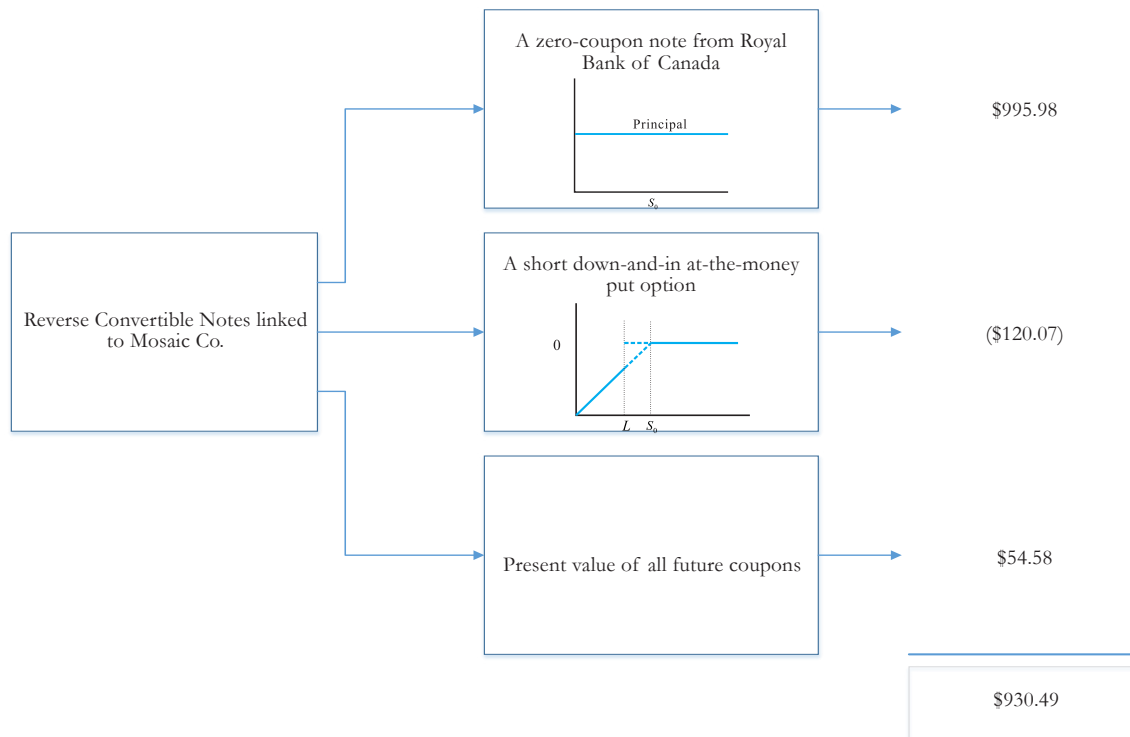 A zero-coupon note from Royal
Bank of Canada
Principal
S₀
$995.98
Reverse Convertible Notes linked
to Mosaic Co.
A short down-and-in at-the-money
put option
0
L S₀
($120.07)
Present value of all future coupons
$54.58
$930.49